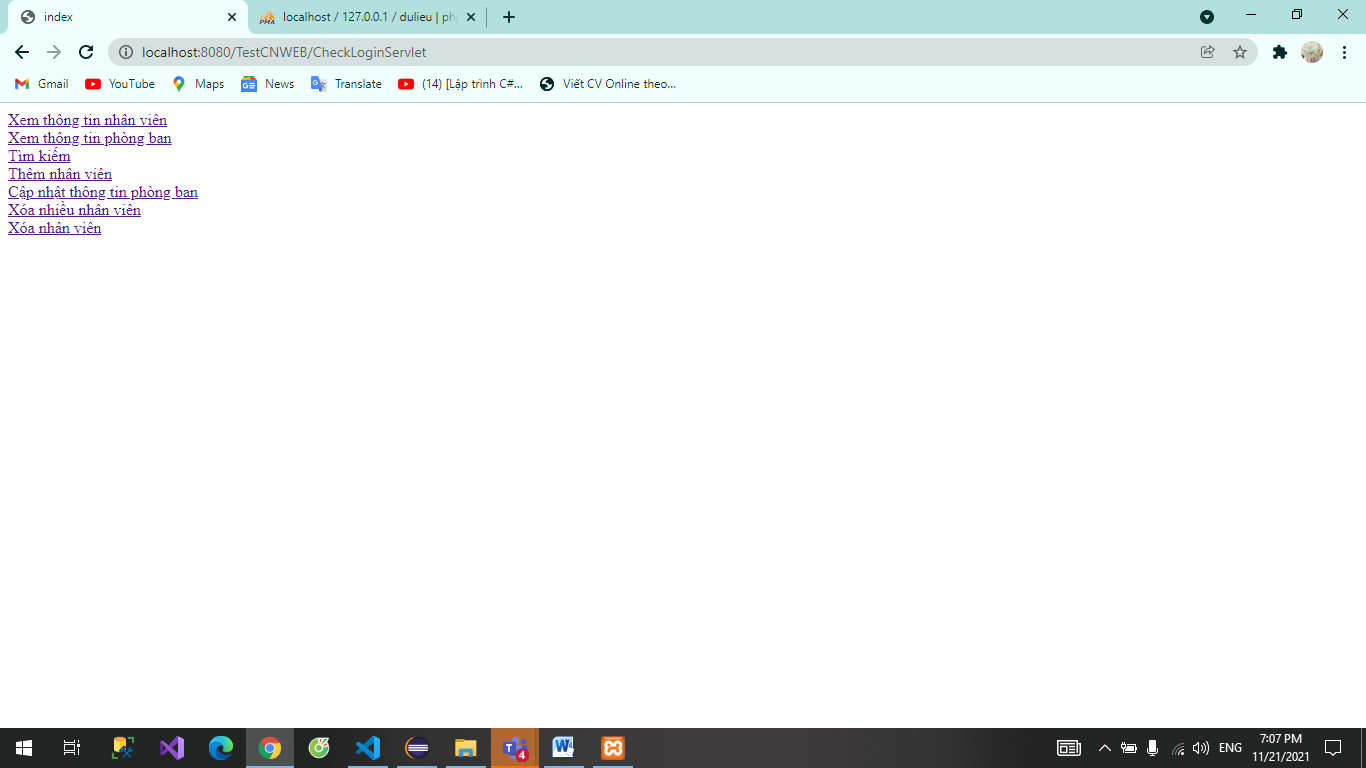 index
localhost / 127.0.0.1 / dulieu | ph
localhost:8080/TestCNWEB/CheckLoginServlet
Gmail YouTube Maps News Translate (14) [Lập trình C#... Viết CV Online theo...
Xem thông tin nhân viên
Xem thông tin phòng ban
Tìm kiếm
Thêm nhân viên
Cập nhật thông tin phòng ban
Xóa nhiều nhân viên
Xóa nhân viên
4
ENG
7:07 PM
11/21/2021